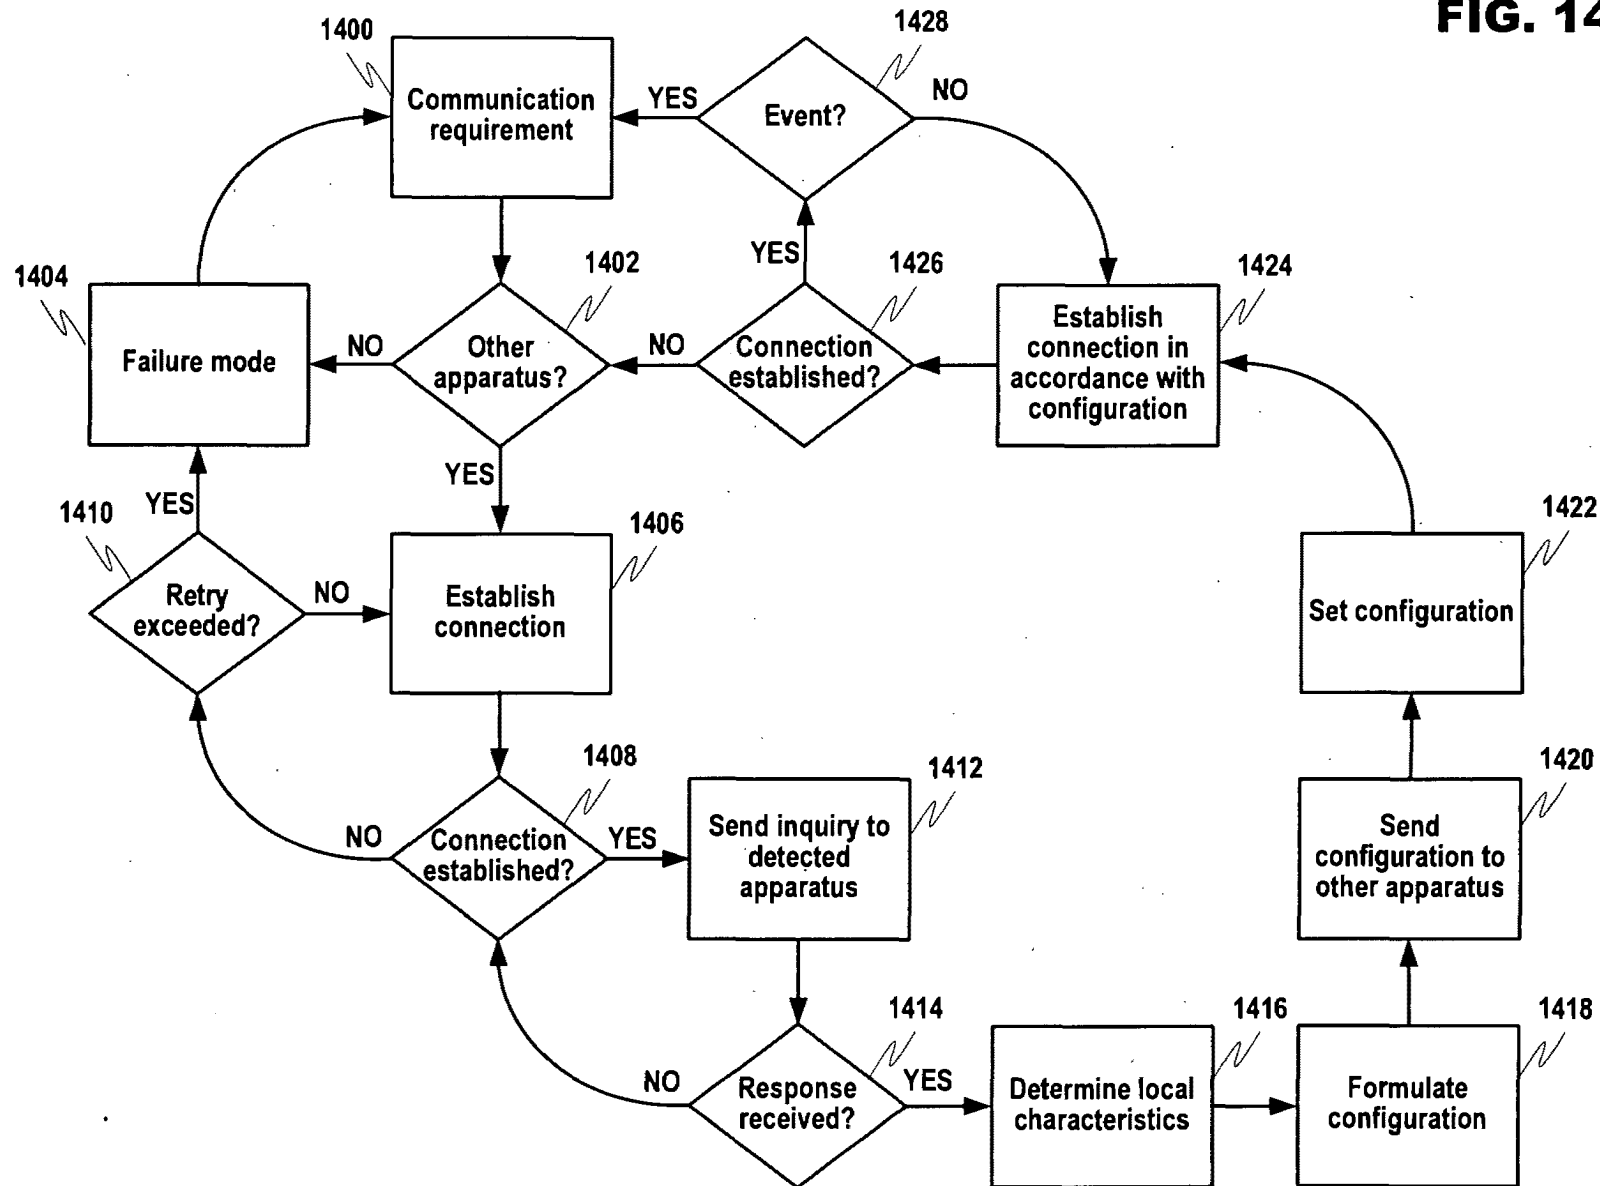 FIG. 14
1400
1428
Communication
requirement
YES
Event?
NO
1404
1402
YES
1426
1424
Failure mode
NO
Other
apparatus?
NO
Connection
established?
Establish
connection in
accordance with
configuration
YES
1410
YES
1406
1422
Retry
exceeded?
NO
Establish
connection
Set configuration
1408
1412
1420
NO
Connection
established?
YES
Send inquiry to
detected
apparatus
Send
configuration to
other apparatus
1414
1416
1418
NO
Response
received?
YES
Determine local
characteristics
Formulate
configuration